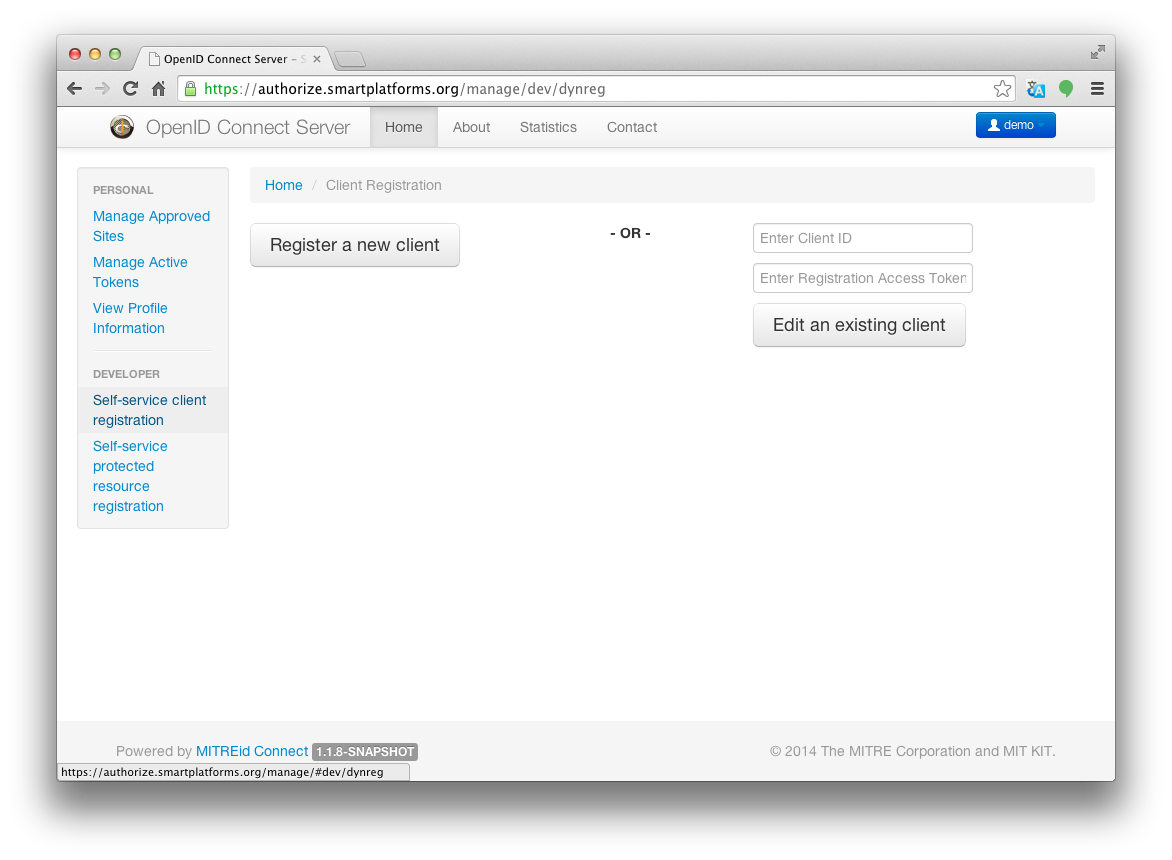 OpenID Connect Server – S
https://authorize.smartplatforms.org/manage/dev/dynreg
OpenID Connect Server
Home
About
Statistics
Contact
demo
PERSONAL
Manage Approved
Sites
Manage Active
Tokens
View Profile
Information
DEVELOPER
Self-service client
registration
Self-service
protected
resource
registration
Home / Client Registration
Register a new client
- OR -
Enter Client ID
Enter Registration Access Token
Edit an existing client
Powered by MITREid Connect 1.1.8-SNAPSHOT
© 2014 The MITRE Corporation and MIT KIT.
https://authorize.smartplatforms.org/manage/#dev/dynreg